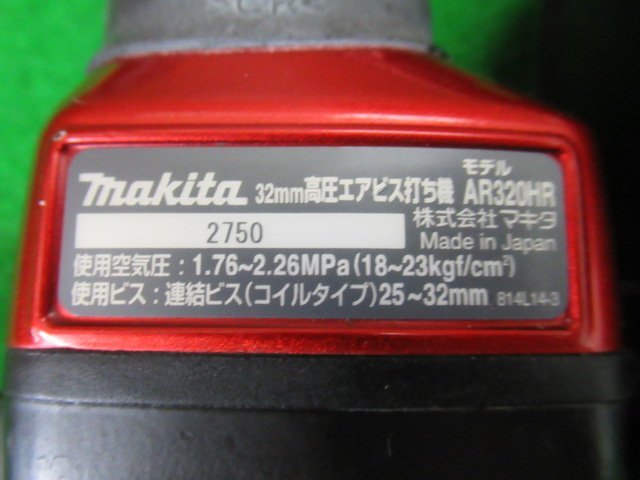 makita 32mm高圧エアビス打ち機 モデル AR320HR
2750
株式会社マキタ
Made in Japan
使用空気圧：1.76~2.26MPa(18~23kgf/cm²)
使用ビス：連結ビス(コイルタイプ)25~32mm 814L14-3